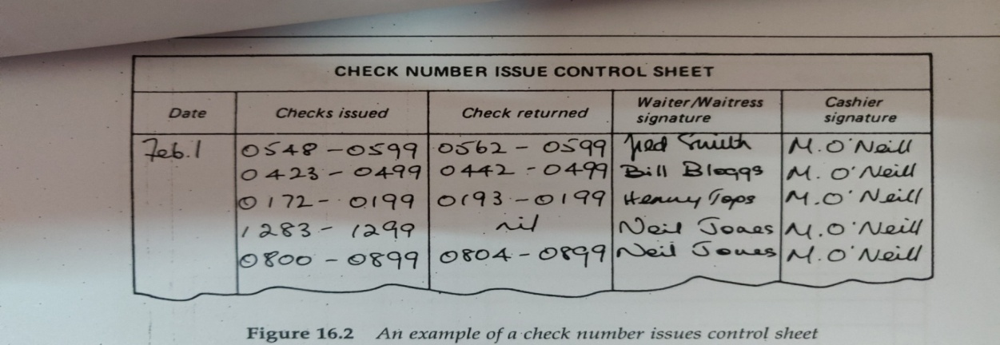 CHECK NUMBER ISSUE CONTROL SHEET
Date Checks issued Check returned Waiter/Waitress signature Cashier signature
Feb.1 0548-0599 0562 - 0599 Fred Smith M. O'Neill
0423 - 0499 0442 - 0499 Bill Bloggs M. O'Neill
0172 - 0199 0193 - 0199 Henry Tops M. O'Neill
1283 - 1299 nil Neil Jones M. O'Neill
0800 - 0899 0804 - 0899 Neil Jones M. O'Neill
Figure 16.2 An example of a check number issues control sheet